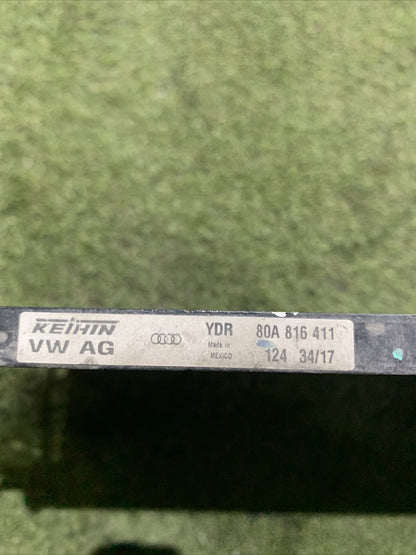 KEIHIN YDR 80A 816 411
VW AG Made in MEXICO 124 34/17